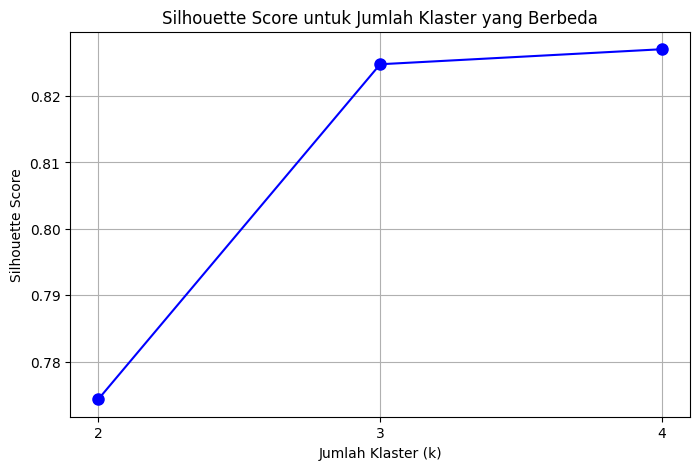 Silhouette Score untuk Jumlah Klaster yang Berbeda
Silhouette Score
0.82
0.81
0.80
0.79
0.78
2
3
4
Jumlah Klaster (k)